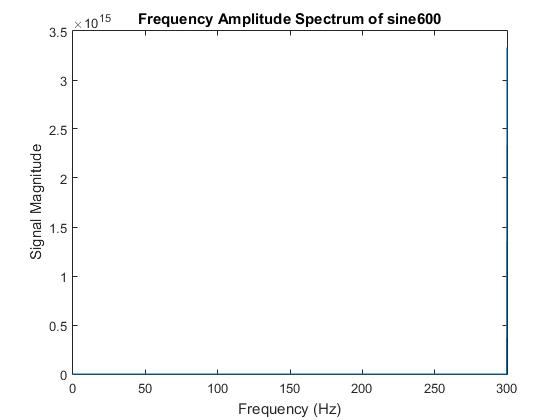 Frequency Amplitude Spectrum of sine600
×10^15
3.5
3
2.5
2
1.5
1
0.5
0
Signal Magnitude
0 50 100 150 200 250 300
Frequency (Hz)